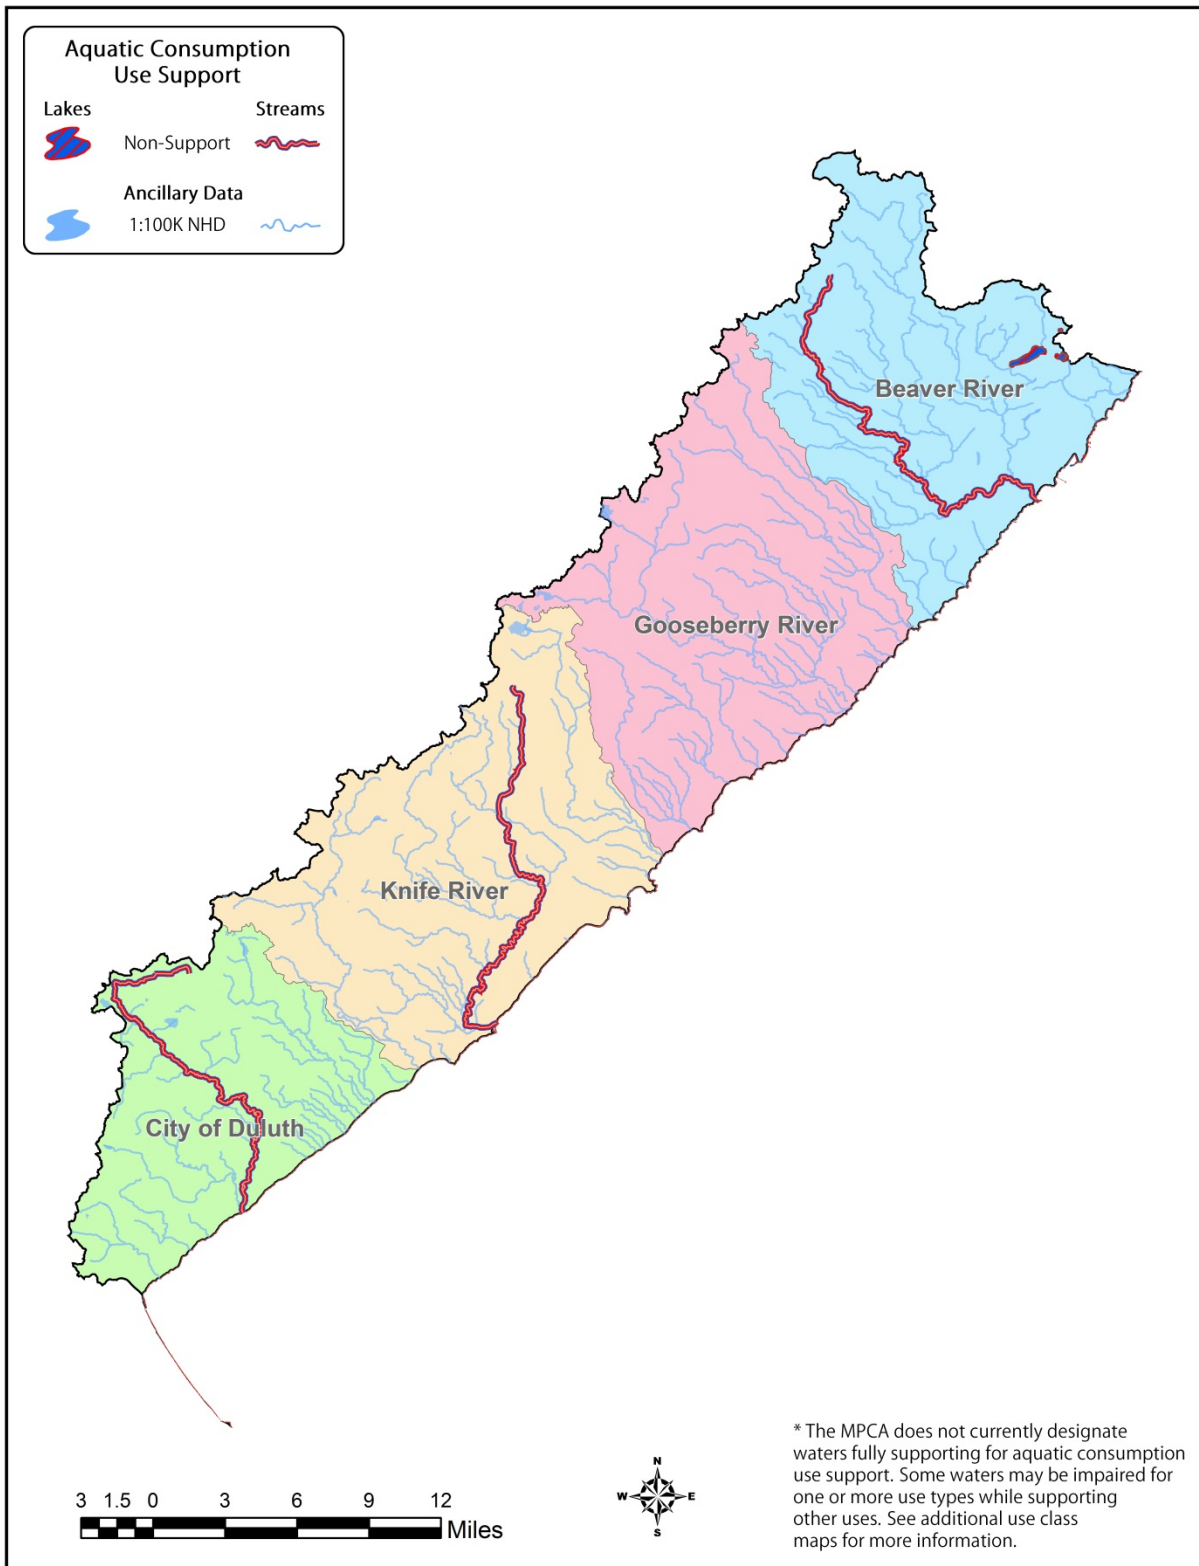 Aquatic Consumption
Use Support
Lakes
Streams
Non-Support
Ancillary Data
1:100K NHD
Beaver River
Gooseberry River
Knife River
City of Duluth
3 1.5 0 3 6 9 12
Miles
N
W E
S
* The MPCA does not currently designate
waters fully supporting for aquatic consumption
use support. Some waters may be impaired for
one or more use types while supporting
other uses. See additional use class
maps for more information.